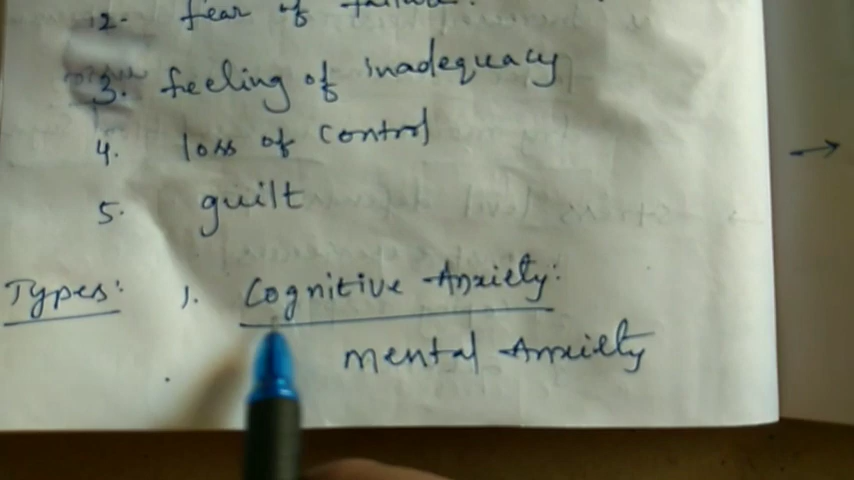 2. fear of failure.
3. feeling of inadequacy
4. loss of control
5. guilt
Types: 1. Cognitive Anxiety:
mental Anxiety